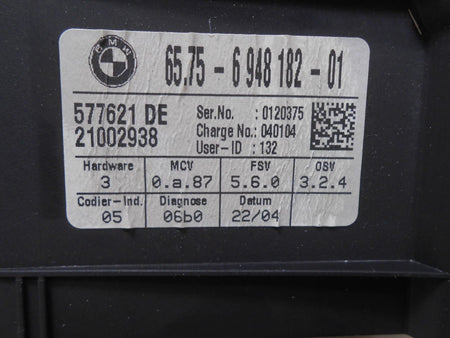 BMW
65.75 - 6 948 182 - 01
577621 DE
21002938
Ser.No. : 0120375
Charge No.: 040104
User-ID : 132
Hardware MCV FSV OSV
3 0.a.87 5.6.0 3.2.4
Codier-Ind. Diagnose Datum
05 06b0 22/04